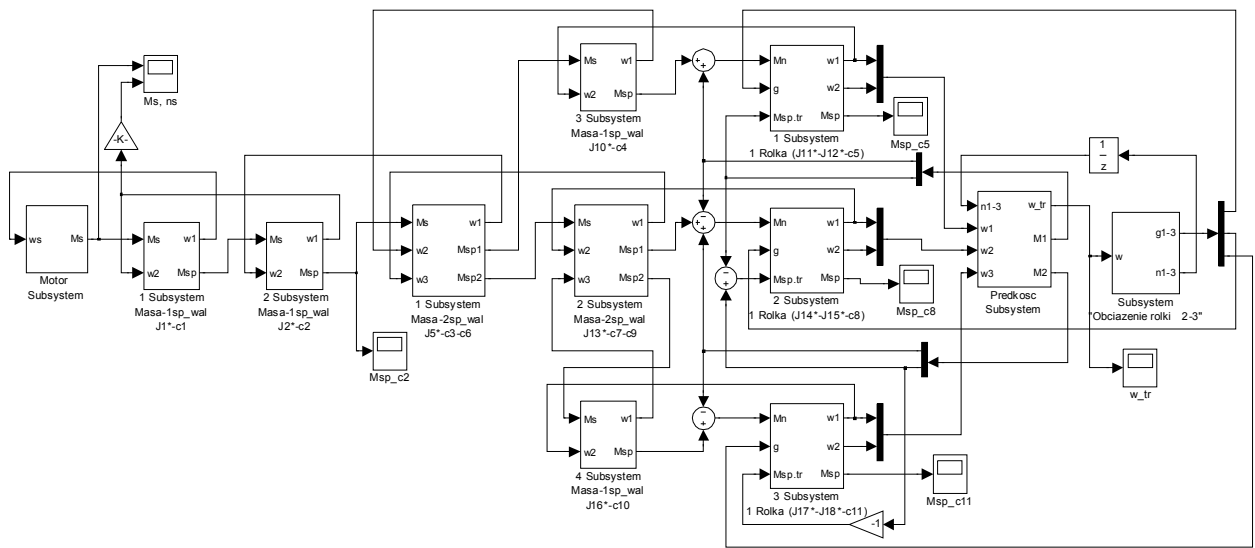 Ms, ns
-K-
ws
Ms
Motor
Subsystem
Ms
w2
w1
Msp
1 Subsystem
Masa-1sp_wal
J1*-c1
Ms
w2
w1
Msp
2 Subsystem
Masa-1sp_wal
J2*-c2
Msp_c2
Ms
w2
w3
w1
Msp1
Msp2
1 Subsystem
Masa-2sp_wal
J5*-c3-c6
Ms
w2
w1
Msp
3 Subsystem
Masa-1sp_wal
J10*-c4
Ms
w2
w3
w1
Msp1
Msp2
2 Subsystem
Masa-2sp_wal
J13*-c7-c9
Ms
w2
w1
Msp
4 Subsystem
Masa-1sp_wal
J16*-c10
Mn
g
Msp.tr
w1
w2
Msp
1 Subsystem
1 Rolka (J11*-J12*-c5)
Msp_c5
Mn
g
Msp.tr
w1
w2
Msp
2 Subsystem
1 Rolka (J14*-J15*-c8)
Msp_c8
Mn
g
Msp.tr
w1
w2
Msp
3 Subsystem
1 Rolka (J17*-J18*-c11)
Msp_c11
-1
n1-3
w1
w2
w3
w_tr
M1
M2
Predkosc
Subsystem
1
z
w
g1-3
n1-3
Subsystem
"Obciazenie rolki 2-3"
w_tr